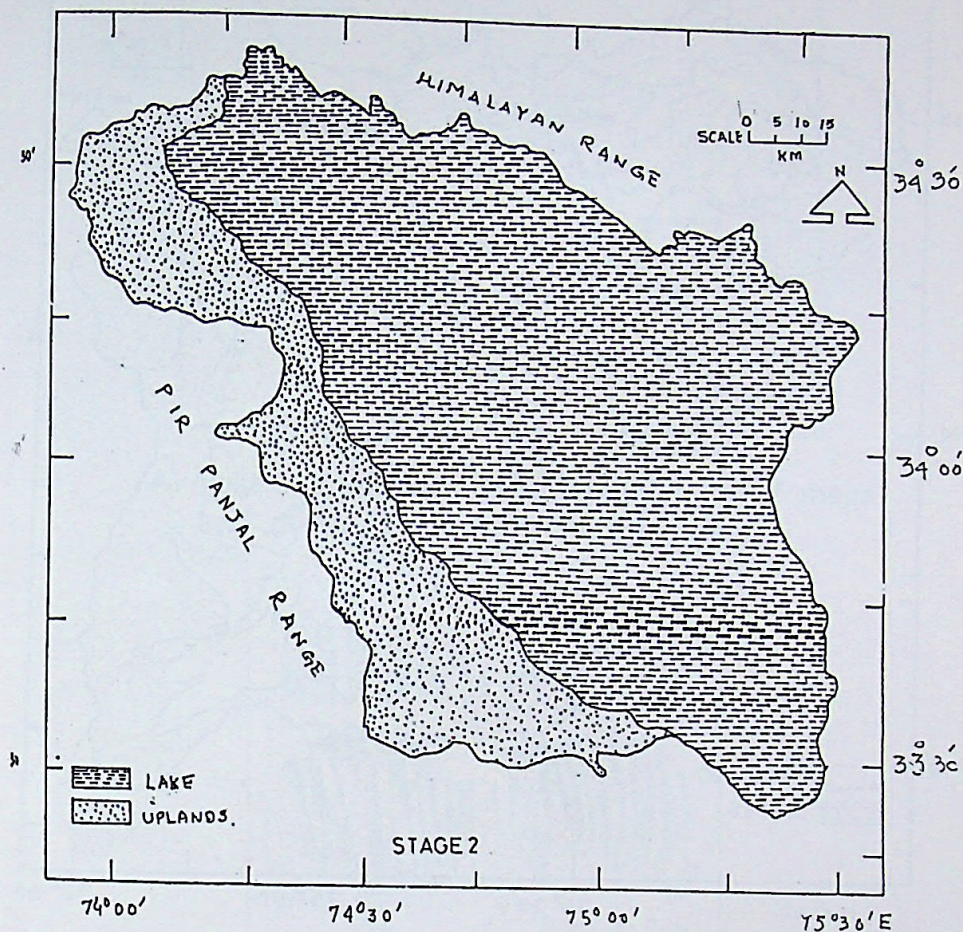 HIMALAYAN RANGE
0 5 10 15
SCALE
KM
N
30'
34° 30'
PIR PANJAL RANGE
34° 00'
30'
33° 30'
LAKE
UPLANDS.
STAGE 2
74°00'
74°30'
75°00'
75°30'E